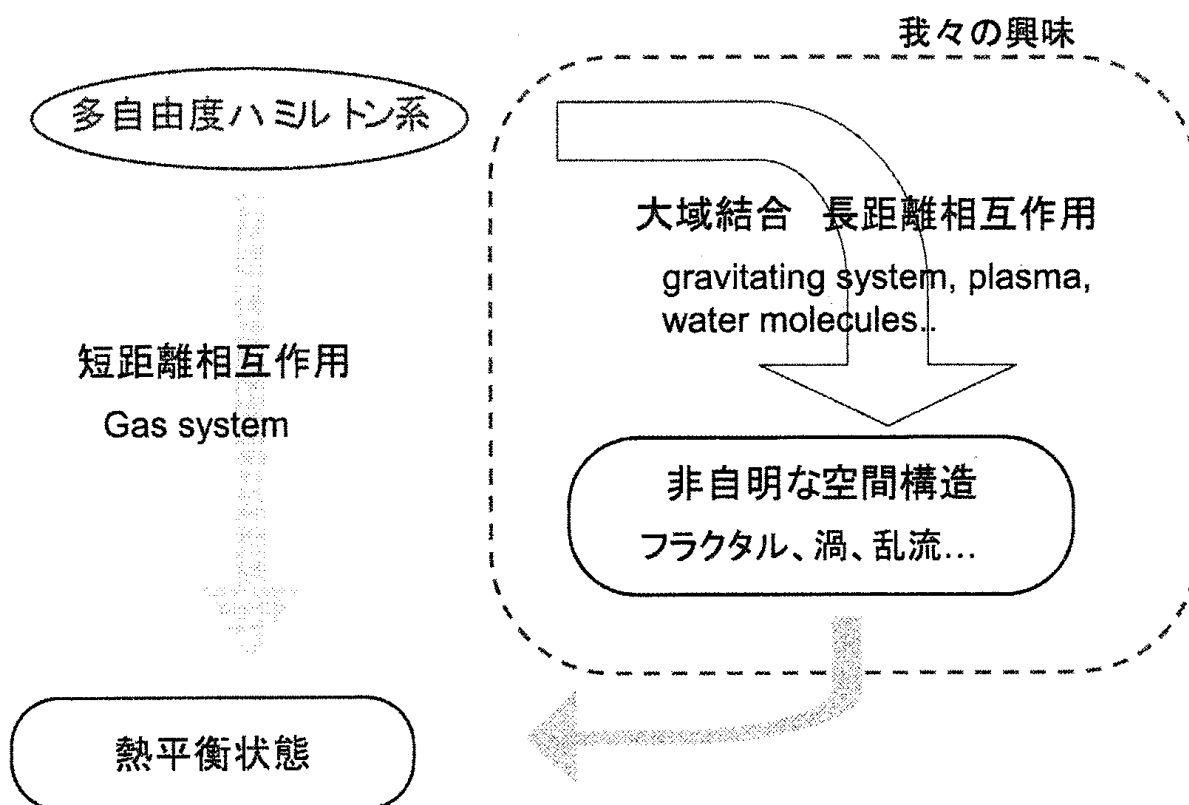 我々の興味
多自由度ハミルトン系
大域結合 長距離相互作用
gravitating system, plasma,
water molecules..
短距離相互作用
Gas system
非自明な空間構造
フラクタル、渦、乱流…
熱平衡状態